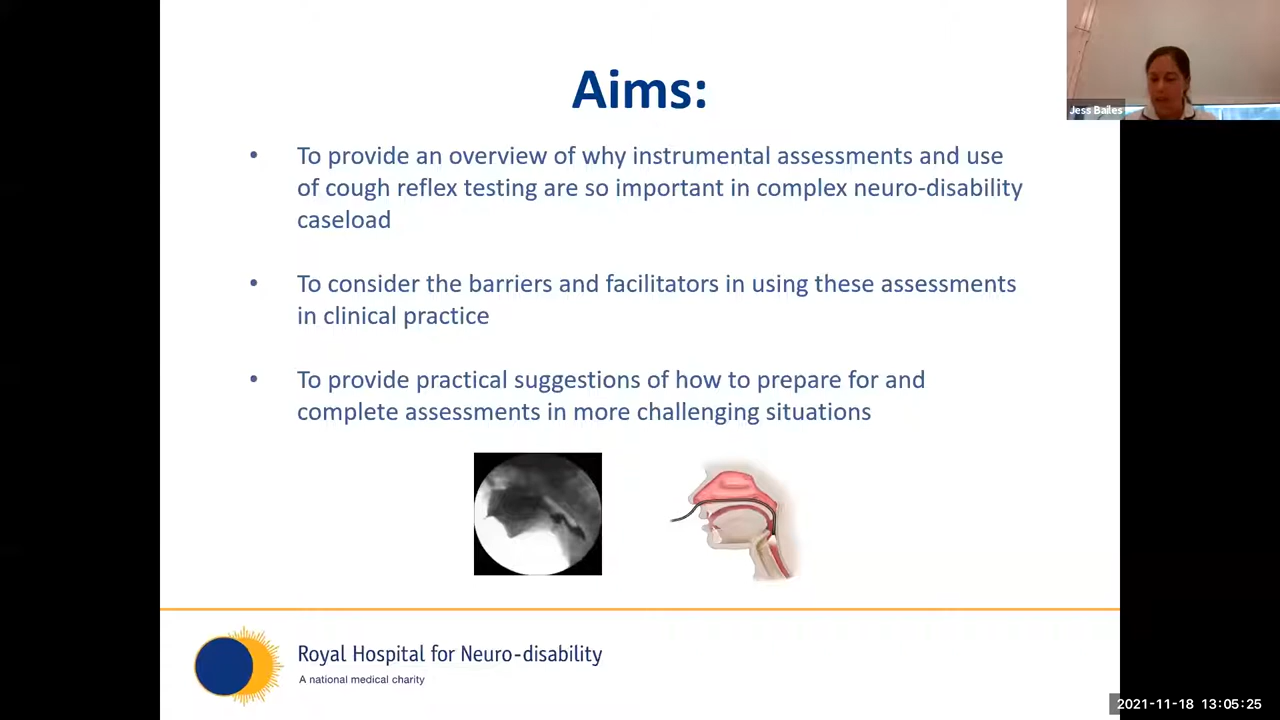 Aims:
• To provide an overview of why instrumental assessments and use
of cough reflex testing are so important in complex neuro-disability
caseload
• To consider the barriers and facilitators in using these assessments
in clinical practice
• To provide practical suggestions of how to prepare for and
complete assessments in more challenging situations
Jess Bailes
Royal Hospital for Neuro-disability
A national medical charity
2021-11-18 13:05:25